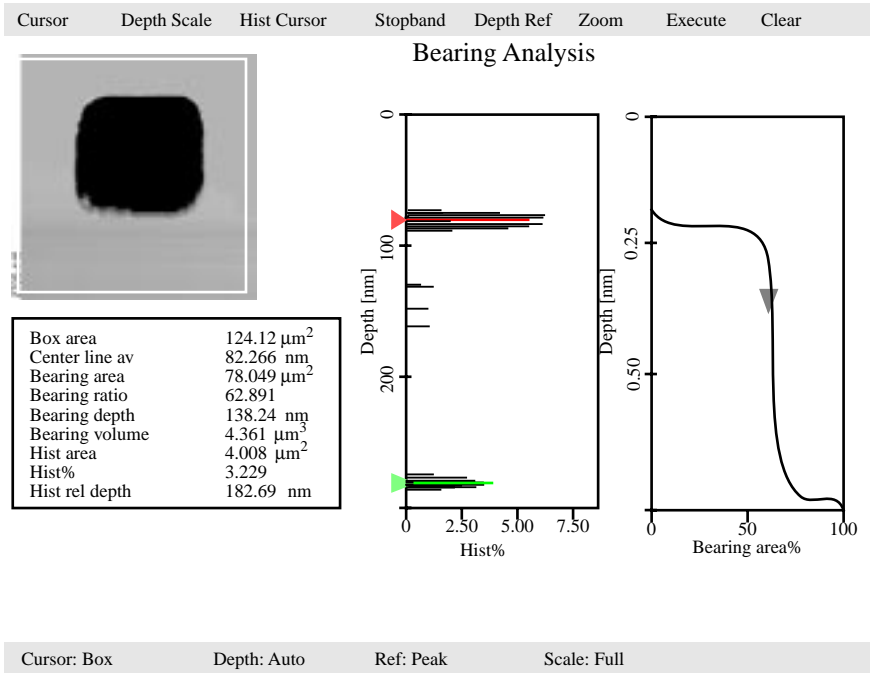 Cursor Depth Scale Hist Cursor Stopband Depth Ref Zoom Execute Clear
Bearing Analysis
Box area 124.12 μm2
Center line av 82.266 nm
Bearing area 78.049 μm2
Bearing ratio 62.891
Bearing depth 138.24 nm
Bearing volume 4.361 μm3
Hist area 4.008 μm2
Hist% 3.229
Hist rel depth 182.69 nm
0
100
200
Depth [nm]
0 2.50 5.00 7.50
Hist%
0
0.25
0.50
Depth [nm]
0 50 100
Bearing area%
Cursor: Box Depth: Auto Ref: Peak Scale: Full